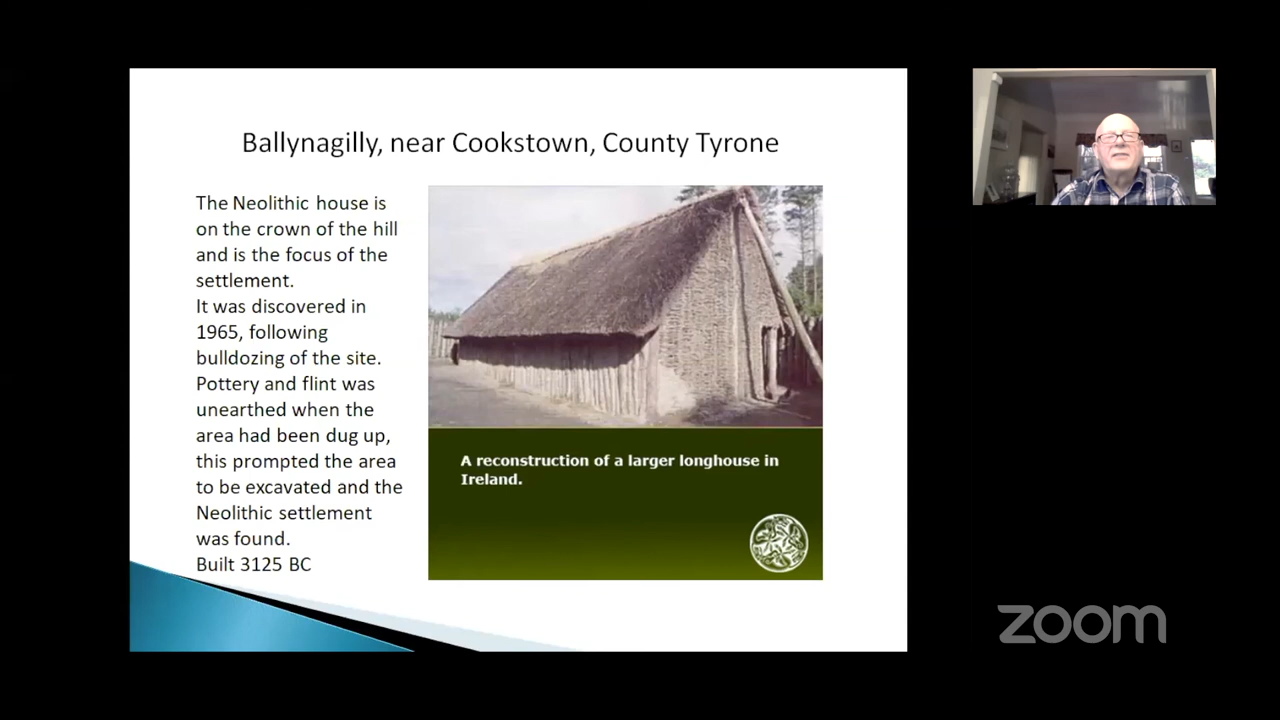 Ballynagilly, near Cookstown, County Tyrone
The Neolithic house is
on the crown of the hill
and is the focus of the
settlement.
It was discovered in
1965, following
bulldozing of the site.
Pottery and flint was
unearthed when the
area had been dug up,
this prompted the area
to be excavated and the
Neolithic settlement
was found.
Built 3125 BC
A reconstruction of a larger longhouse in
Ireland.
zoom